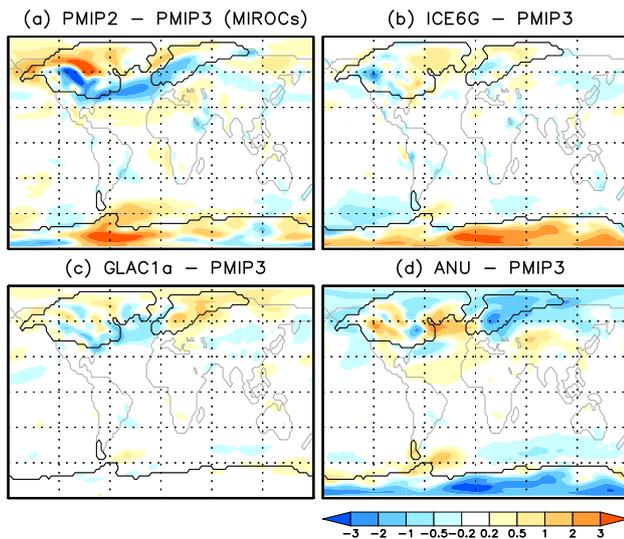 (a) PMIP2 − PMIP3 (MIROCs)
(b) ICE6G − PMIP3
(c) GLAC1a − PMIP3
(d) ANU − PMIP3
−3 −2 −1 −0.5 −0.2 0.2 0.5 1 2 3